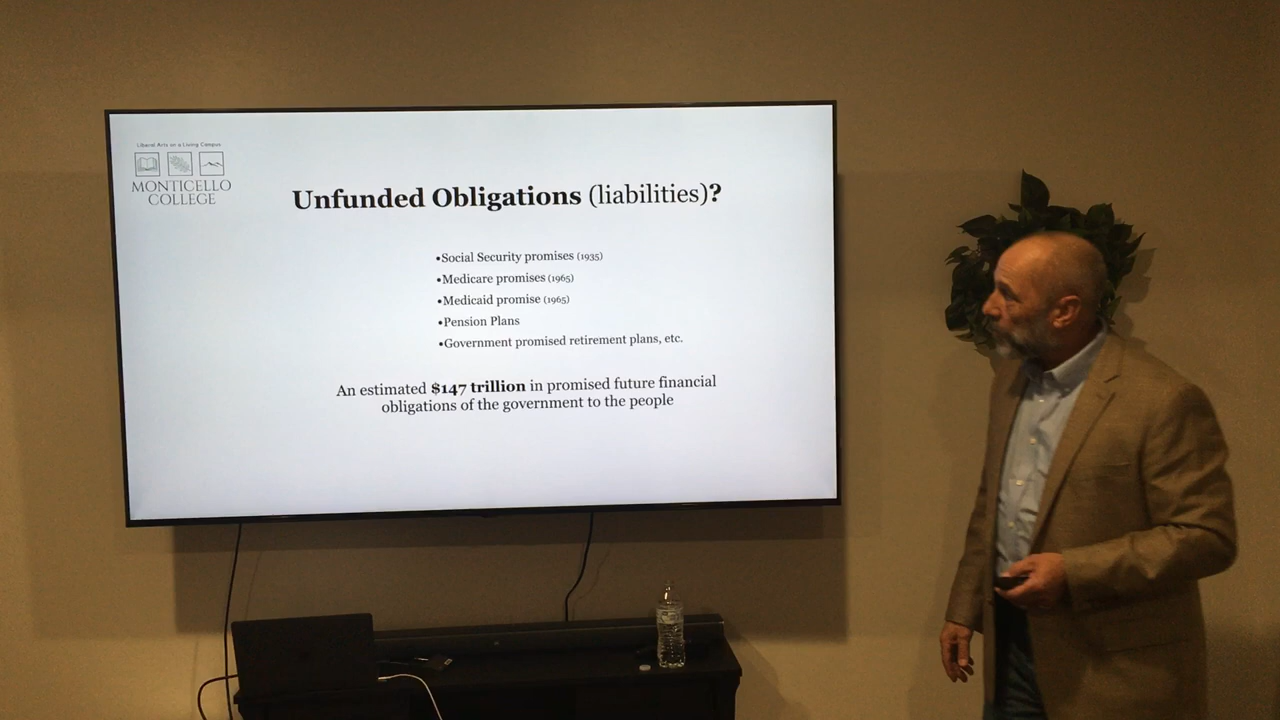 Liberal Arts on a Living Campus
MONTICELLO
COLLEGE
Unfunded Obligations (liabilities)?
•Social Security promises (1935)
•Medicare promises (1965)
•Medicaid promise (1965)
•Pension Plans
•Government promised retirement plans, etc.
An estimated $147 trillion in promised future financial
obligations of the government to the people